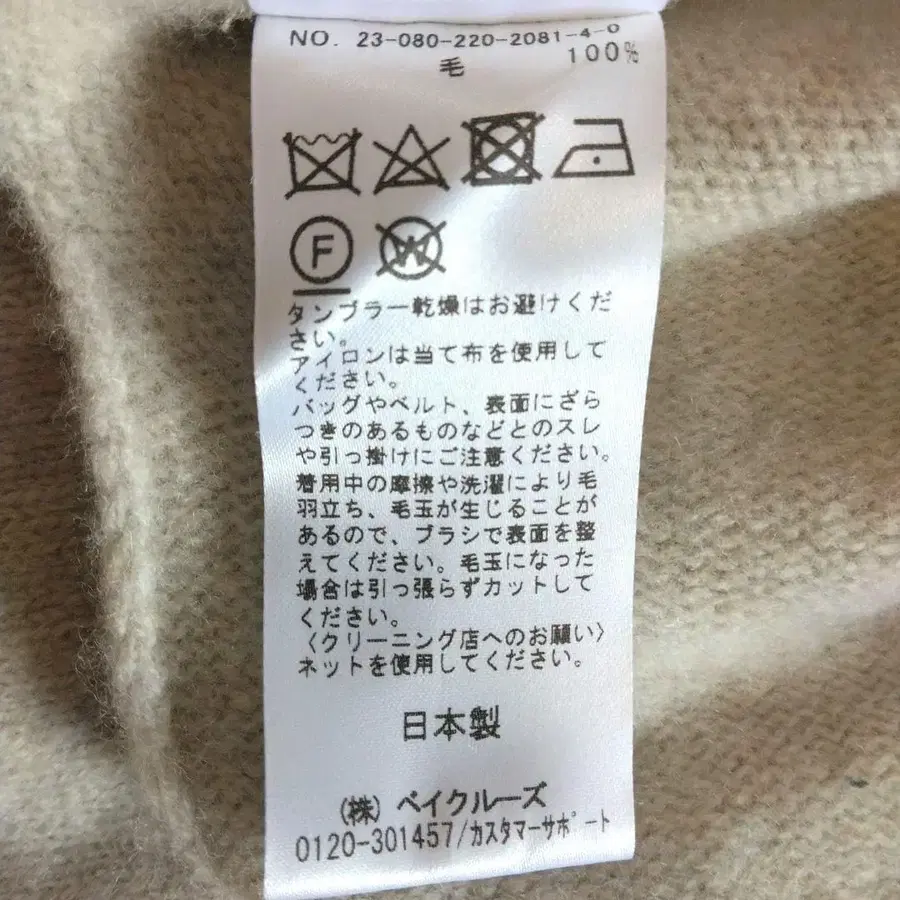 NO. 23-080-220-2081-4-0
毛 100%
F W
タンブラー乾燥はお避けくだ
さい。
アイロンは当て布を使用して
ください。
バッグやベルト、表面にざら
つきのあるものなどとのスレ
や引っ掛けにご注意ください。
着用中の摩擦や洗濯により毛
羽立ち、毛玉が生じることが
あるので、ブラシで表面を整
えてください。毛玉になった
場合は引っ張らずカットして
ください。
〈クリーニング店へのお願い〉
ネットを使用してください。
日本製
(株) ベイクルーズ
0120-301457/カスタマーサポート